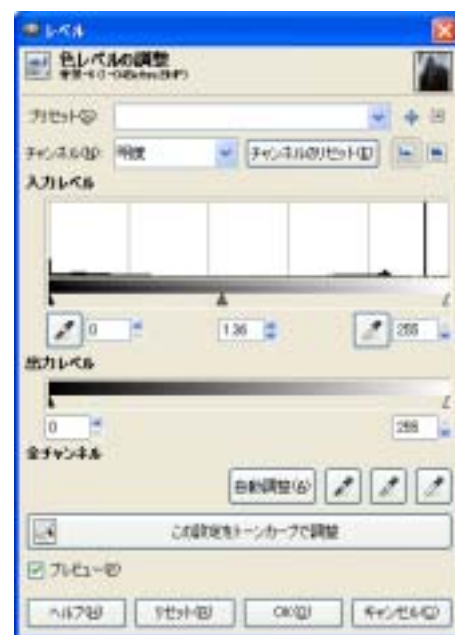 レベル
色レベルの調整
プリセット(S):
チャンネル(N): 明度 チャンネルのリセット(E)
入力レベル
0 1.36 255
出力レベル
0 255
全チャンネル
自動調整(A)
この設定をトーンカーブで調整
プレビュー(P)
ヘルプ(H) リセット(R) OK(O) キャンセル(C)